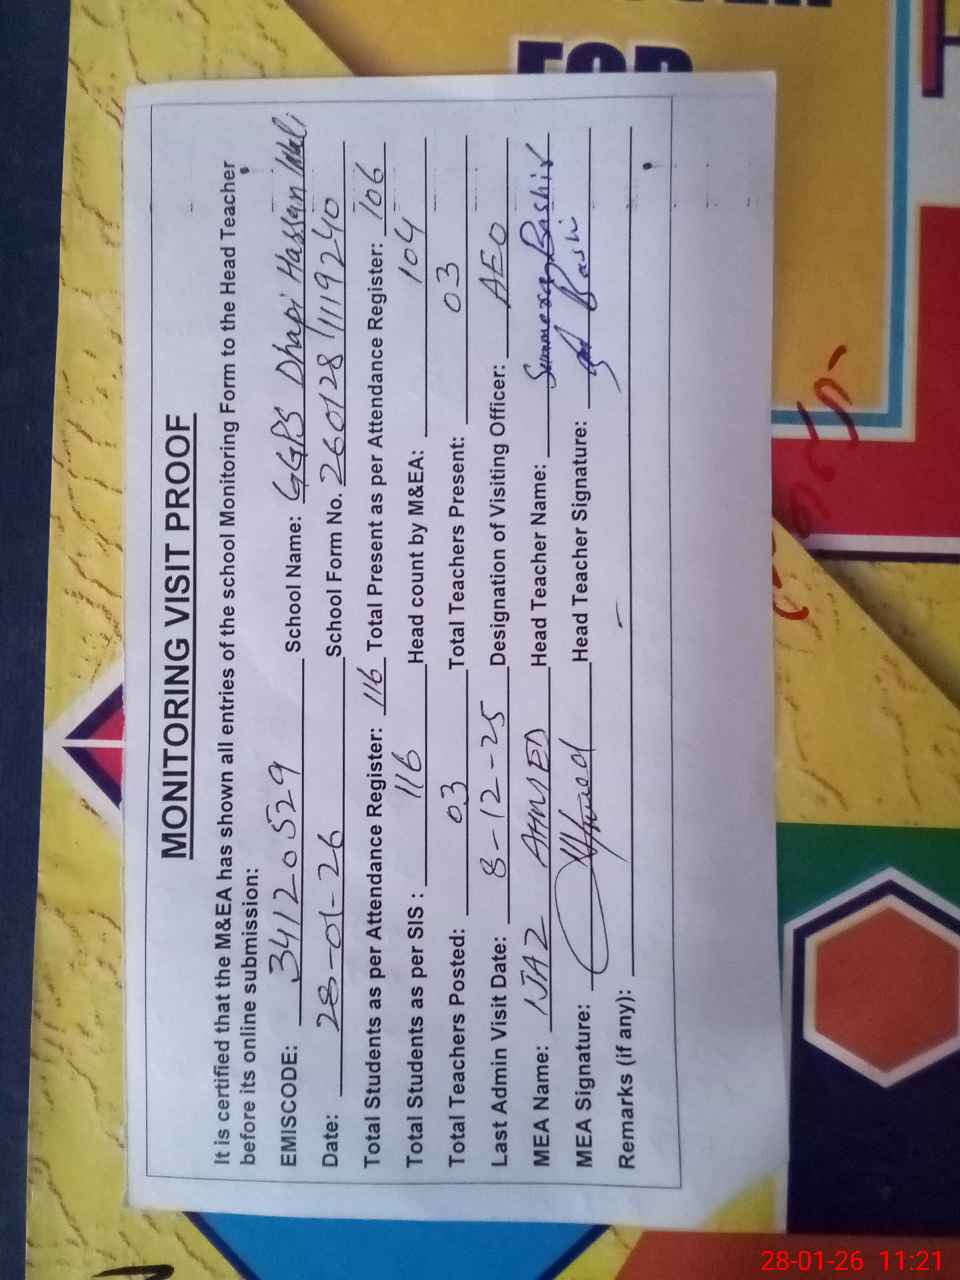 MONITORING VISIT PROOF
It is certified that the M&EA has shown all entries of the school Monitoring Form to the Head Teacher
before its online submission:
EMISCODE: 34120529 School Name: GGPS Dhapi Hassan Wali
Date: 28-01-26 School Form No. 260128111119240
Total Students as per Attendance Register: 116 Total Present as per Attendance Register: 106
Total Students as per SIS : 116 Head count by M&EA: 104
Total Teachers Posted: 03 Total Teachers Present: 03
Last Admin Visit Date: 8-12-25 Designation of Visiting Officer: AEO
MEA Name: IJAZ AHMED Head Teacher Name: Bashir
MEA Signature: Ahmed Head Teacher Signature:
Remarks (if any):
28-01-26 11:21